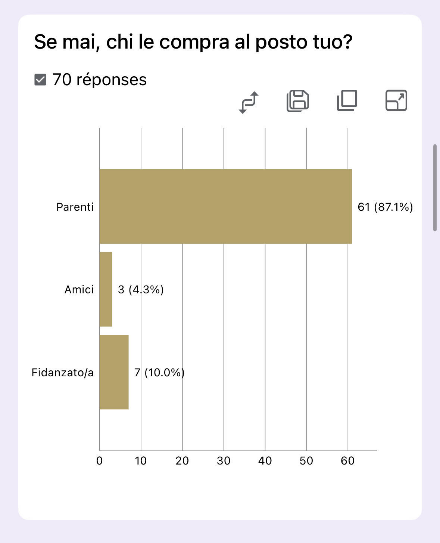 Se mai, chi le compra al posto tuo?
70 réponses
Parenti 61 (87.1%)
Amici 3 (4.3%)
Fidanzato/a 7 (10.0%)
0 10 20 30 40 50 60